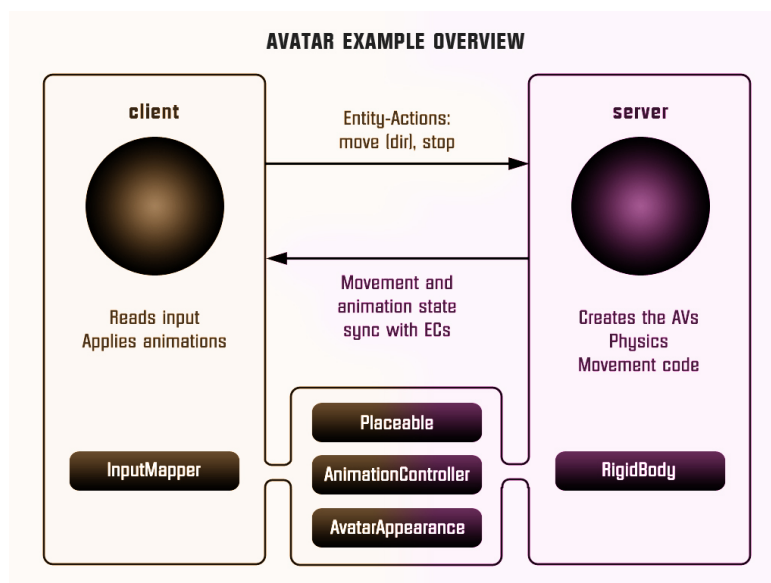 AVATAR EXAMPLE OVERVIEW
client
Entity-Actions:
move (dir), stop
server
Movement and
animation state
sync with ECs
Reads input
Applies animations
Creates the AVs
Physics
Movement code
Placeable
InputMapper
AnimationController
RigidBody
AvatarAppearance